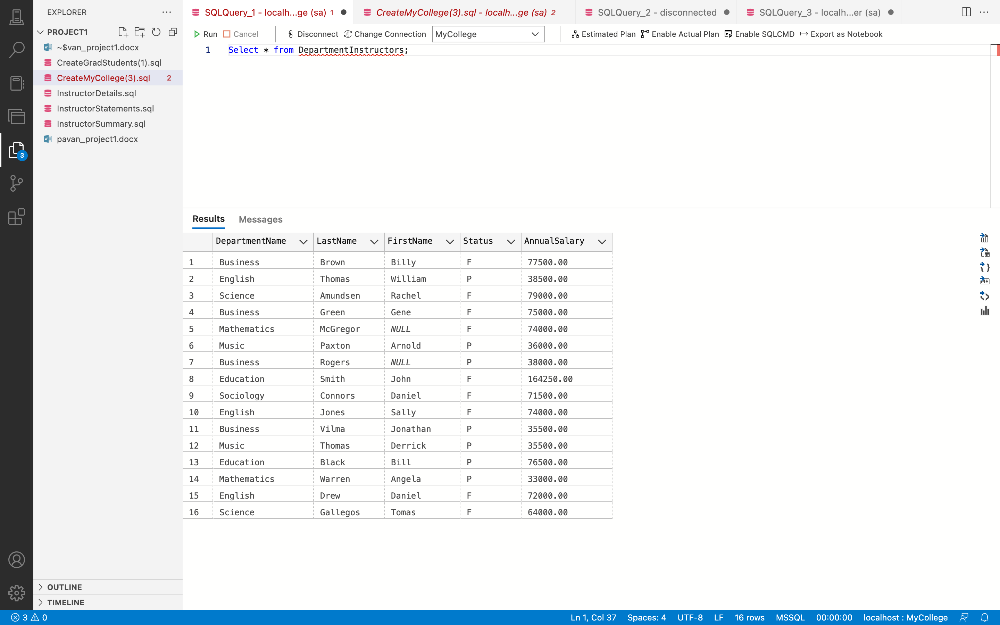 EXPLORER ···
SQLQuery_1 - localh...ge (sa) 1
CreateMyCollege(3).sql - localh...ge (sa) 2
SQLQuery_2 - disconnected
SQLQuery_3 - localh...er (sa)
PROJECT1
~$van_project1.docx
CreateGradStudents(1).sql
CreateMyCollege(3).sql 2
InstructorDetails.sql
InstructorStatements.sql
InstructorSummary.sql
pavan_project1.docx
3
OUTLINE
TIMELINE
Run Cancel Disconnect Change Connection MyCollege Estimated Plan Enable Actual Plan Enable SQLCMD Export as Notebook
1 Select * from DepartmentInstructors;
Results Messages
DepartmentName LastName FirstName Status AnnualSalary
1 Business Brown Billy F 77500.00
2 English Thomas William P 38500.00
3 Science Amundsen Rachel F 79000.00
4 Business Green Gene F 75000.00
5 Mathematics McGregor NULL F 74000.00
6 Music Paxton Arnold P 36000.00
7 Business Rogers NULL P 38000.00
8 Education Smith John F 164250.00
9 Sociology Connors Daniel F 71500.00
10 English Jones Sally F 74000.00
11 Business Vilma Jonathan P 35500.00
12 Music Thomas Derrick P 35500.00
13 Education Black Bill P 76500.00
14 Mathematics Warren Angela P 33000.00
15 English Drew Daniel F 72000.00
16 Science Gallegos Tomas F 64000.00
3 0 Ln 1, Col 37 Spaces: 4 UTF-8 LF 16 rows MSSQL 00:00:00 localhost : MyCollege